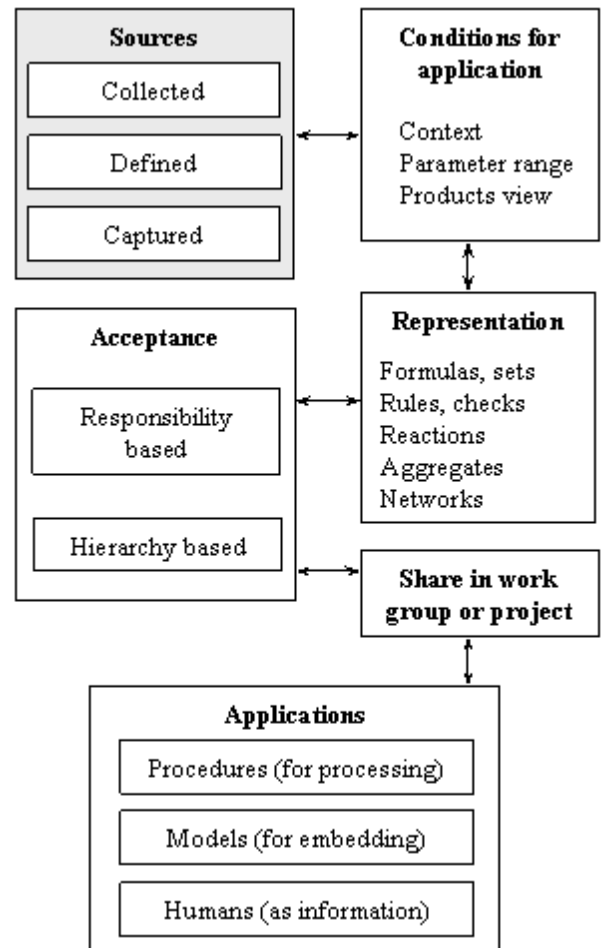 Sources
Collected
Defined
Captured
Conditions for
application
Context
Parameter range
Products view
Acceptance
Responsibility
based
Hierarchy based
Representation
Formulas, sets
Rules, checks
Reactions
Aggregates
Networks
Share in work
group or project
Applications
Procedures (for processing)
Models (for embedding)
Humans (as information)